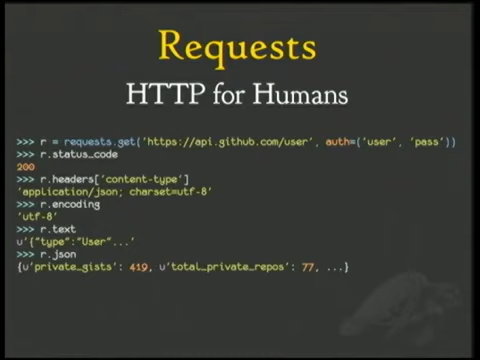 Requests
HTTP for Humans
>>> r = requests.get('https://api.github.com/user', auth=('user', 'pass'))
>>> r.status_code
200
>>> r.headers['content-type']
'application/json; charset=utf-8'
>>> r.encoding
'utf-8'
>>> r.text
u'{"type":"User"...'
>>> r.json
{u'private_gists': 419, u'total_private_repos': 77, ...}